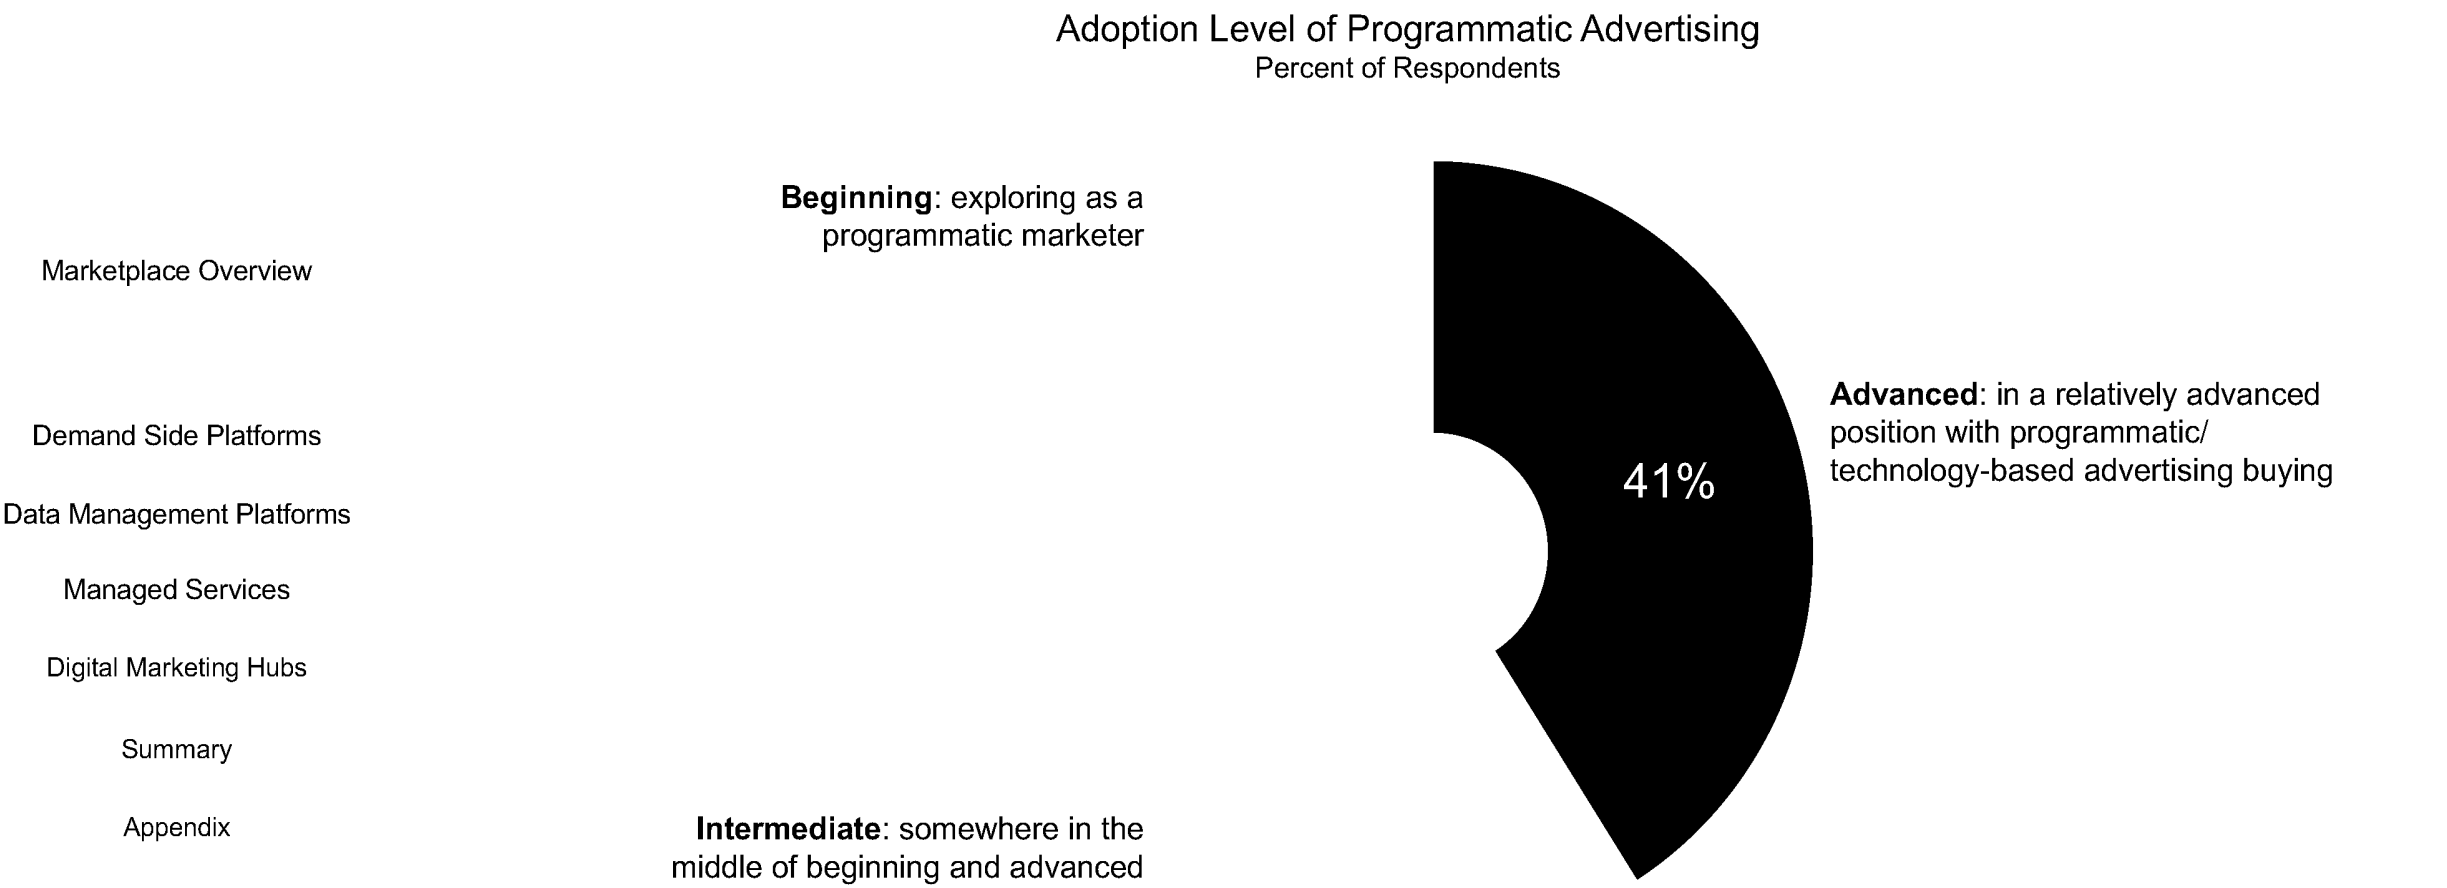 Adoption Level of Programmatic Advertising
Percent of Respondents
Marketplace Overview
Demand Side Platforms
Data Management Platforms
Managed Services
Digital Marketing Hubs
Summary
Appendix
Beginning: exploring as a
programmatic marketer
41%
Advanced: in a relatively advanced
position with programmatic/
technology-based advertising buying
Intermediate: somewhere in the
middle of beginning and advanced